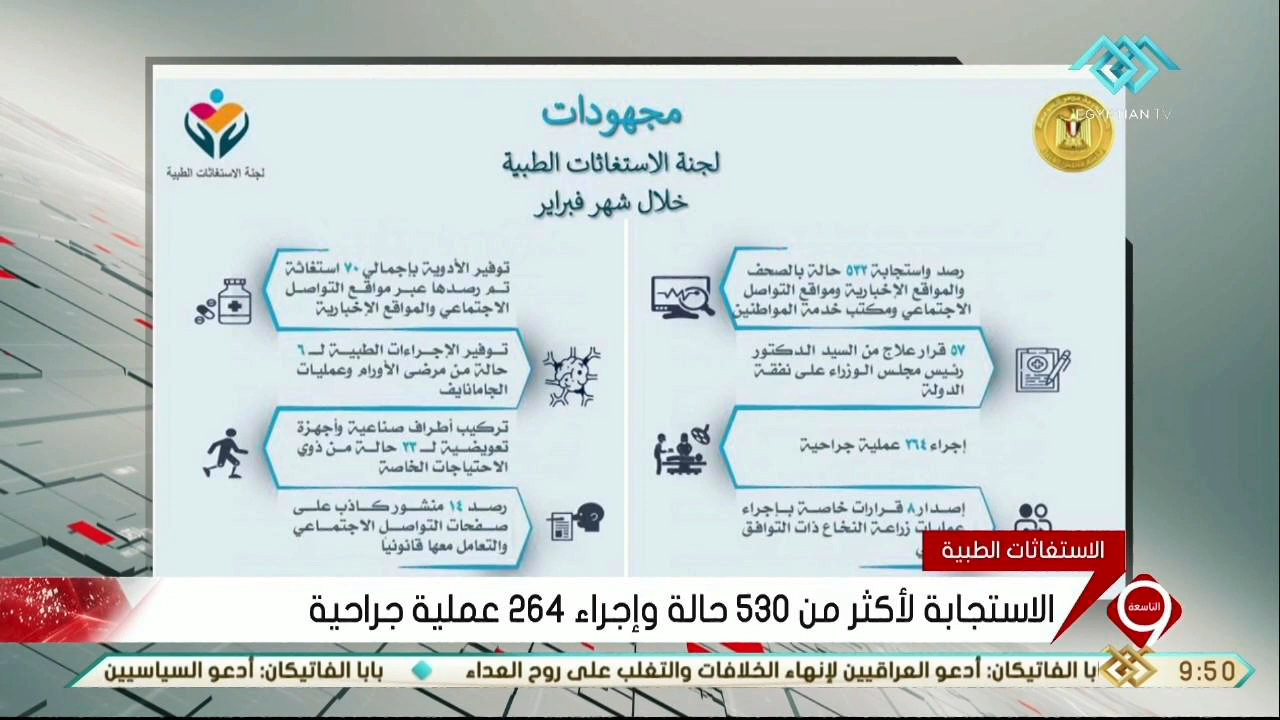 EGYPTIAN TV
لجنة الاستغاثات الطبية
مجهودات
لجنة الاستغاثات الطبية
خلال شهر فبراير
رصد واستجابة ٥٣٢ حالة بالصحف
والمواقع الإخبارية ومواقع التواصل
الاجتماعي ومكتب خدمة المواطنين
٥٧ قرار علاج من السيد الدكتور
رئيس مجلس الوزراء على نفقة
الدولة
إجراء ٢٦٤ عملية جراحية
إصدار ٨ قرارات خاصة بإجراء
عمليات زراعة النخاع ذات التوافق
توفير الأدوية بإجمالي ٧٠ استغاثة
تم رصدها عبر مواقع التواصل
الاجتماعي والمواقع الإخبارية
توفير الإجراءات الطبية لـ ٦
حالة من مرضى الأورام وعمليات
الجامانايف
تركيب أطراف صناعية وأجهزة
تعويضية لـ ٢٣ حالة من ذوي
الاحتياجات الخاصة
رصد ١٤ منشور كاذب على
صفحات التواصل الاجتماعي
والتعامل معها قانونيًا
الاستغاثات الطبية
التاسعة
9
الاستجابة لأكثر من 530 حالة وإجراء 264 عملية جراحية
9:50
بابا الفاتيكان: أدعو العراقيين لإنهاء الخلافات والتغلب على روح العداء
بابا الفاتيكان: أدعو السياسيين